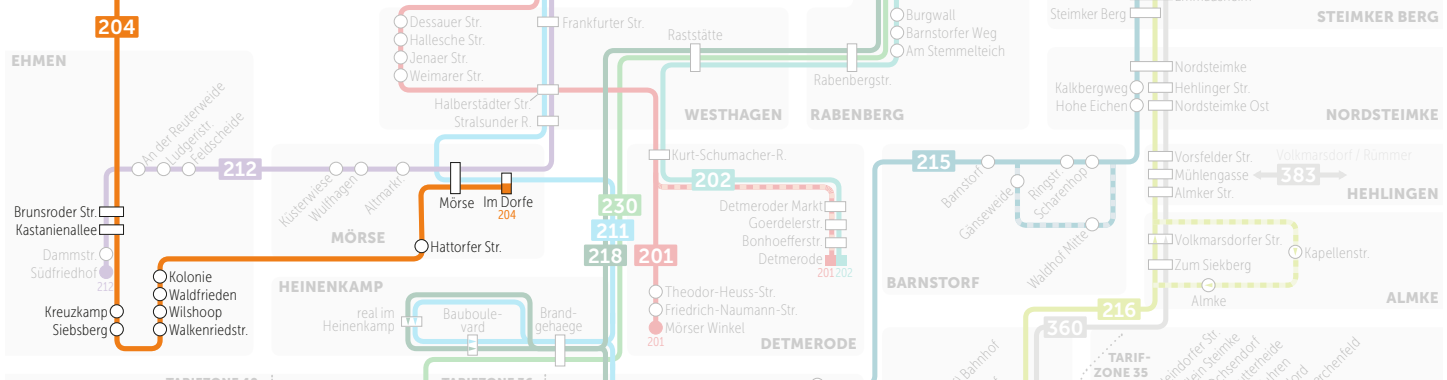 204
EHMEN
An der Reuterweide
Ludgeristr.
Feldscheide
212
Brunsroder Str.
Kastanienallee
Dammstr.
Südfriedhof
212
Kreuzkamp
Siebsberg
Kolonie
Waldfrieden
Wilshoop
Walkenriedstr.
Küsterwiese
Wulfhagen
Altmarkr.
MÖRSE
Mörse
Im Dorfe
204
Hattorfer Str.
Dessauer Str.
Hallesche Str.
Jenaer Str.
Weimarer Str.
Frankfurter Str.
Halberstädter Str.
Stralsunder R.
WESTHAGEN
Raststätte
Burgwall
Barnstorfer Weg
Am Stemmelteich
Rabenbergstr.
RABENBERG
HEINENKAMP
real im
Heinenkamp
Bauboule-
vard
Brand-
gehaege
230
211
218
201
Kurt-Schumacher-R.
202
Detmeroder Markt
Goerdelerstr.
Bonhoefferstr.
Detmerode
201 202
Theodor-Heuss-Str.
Friedrich-Naumann-Str.
Mörser Winkel
201
DETMERODE
Steimker Berg
STEIMKER BERG
Nordsteimke
Kalkbergweg
Hohe Eichen
Hehlinger Str.
Nordsteimke Ost
NORDSTEIMKE
215
Barnstorf
Gänseweide
Ringstr.
Scharenhop
Waldhof Mitte
BARNSTORF
Vorsfelder Str.
Mühlengasse
Almker Str.
Volkmarsdorf / Rümmer
383
HEHLINGEN
Volkmarsdorfer Str.
Zum Siekberg
Kapellenstr.
Almke
ALMKE
216
360
TARIF-
ZONE 35